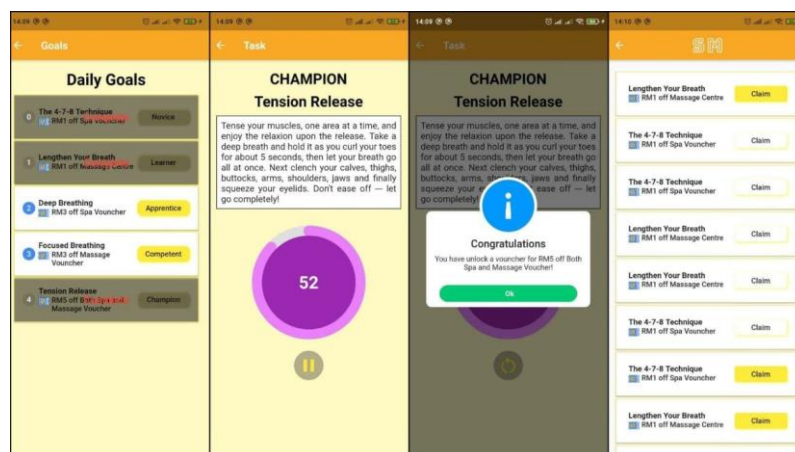 14:09
Goals
Daily Goals
0
The 4-7-8 Technique
RM1 off Spa Vouncher
Novice
1
Lengthen Your Breath
RM1 off Massage Centre
Learner
2
Deep Breathing
RM3 off Spa Voucher
Apprentice
3
Focused Breathing
RM3 off Massage
Voucher
Competent
4
Tension Release
RM5 off Both Spa and
Massage Voucher
Champion
14:09
Task
CHAMPION
Tension Release
Tense your muscles, one area at a time, and
enjoy the relaxion upon the release. Take a
deep breath and hold it as you curl your toes
for about 5 seconds, then let your breath go
all at once. Next clench your calves, thighs,
buttocks, arms, shoulders, jaws and finally
squeeze your eyelids. Don't ease off — let
go completely!
52
14:09
Task
CHAMPION
Tension Release
Tense your muscles, one area at a time, and
enjoy the relaxion upon the release. Take a
deep breath and hold it as you curl your toes
for about 5 seconds, then let your breath go
all at once. Next clench your calves, thighs,
buttocks, arms, shoulders, jaws and finally
squeeze your ease off — let
go completely!
Congratulations
You have unlock a vouncher for RM5 off Both
Spa and Massage Voucher!
Ok
14:10
SM
Lengthen Your Breath
RM1 off Massage Centre
Claim
The 4-7-8 Technique
RM1 off Spa Vouncher
Claim
The 4-7-8 Technique
RM1 off Spa Vouncher
Claim
Lengthen Your Breath
RM1 off Massage Centre
Claim
Lengthen Your Breath
RM1 off Massage Centre
Claim
The 4-7-8 Technique
RM1 off Spa Vouncher
Claim
The 4-7-8 Technique
RM1 off Spa Vouncher
Claim
Lengthen Your Breath
RM1 off Massage Centre
Claim